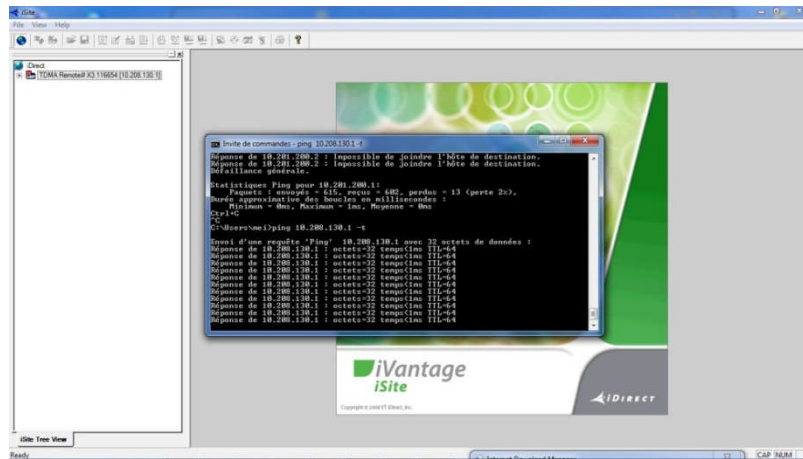 iSite
File View Help
iDirect
TDMA Remote# X3.116654 [10.208.130.1]
Invite de commandes - ping 10.208.130.1 -t
Réponse de 10.201.200.2 : Impossible de joindre l'hôte de destination.
Réponse de 10.201.200.2 : Impossible de joindre l'hôte de destination.
Défaillance générale.
Statistiques Ping pour 10.201.200.1:
Paquets : envoyés = 615, reçus = 602, perdus = 13 (perte 2%),
Durée approximative des boucles en millisecondes :
Minimum = 0ms, Maximum = 1ms, Moyenne = 0ms
Ctrl+C
^C
C:\Users\mei>ping 10.208.130.1 -t
Envoi d'une requête 'Ping' 10.208.130.1 avec 32 octets de données :
Réponse de 10.208.130.1 : octets=32 temps<1ms TTL=64
Réponse de 10.208.130.1 : octets=32 temps<1ms TTL=64
Réponse de 10.208.130.1 : octets=32 temps<1ms TTL=64
Réponse de 10.208.130.1 : octets=32 temps<1ms TTL=64
Réponse de 10.208.130.1 : octets=32 temps<1ms TTL=64
Réponse de 10.208.130.1 : octets=32 temps<1ms TTL=64
Réponse de 10.208.130.1 : octets=32 temps<1ms TTL=64
Réponse de 10.208.130.1 : octets=32 temps<1ms TTL=64
Réponse de 10.208.130.1 : octets=32 temps<1ms TTL=64
Réponse de 10.208.130.1 : octets=32 temps<1ms TTL=64
Réponse de 10.208.130.1 : octets=32 temps<1ms TTL=64
iVantage
iSite
iDIRECT
Copyright © 2008 VT iDirect, Inc.
iSite Tree View
Ready
Internet Download Manager
CAP NUM